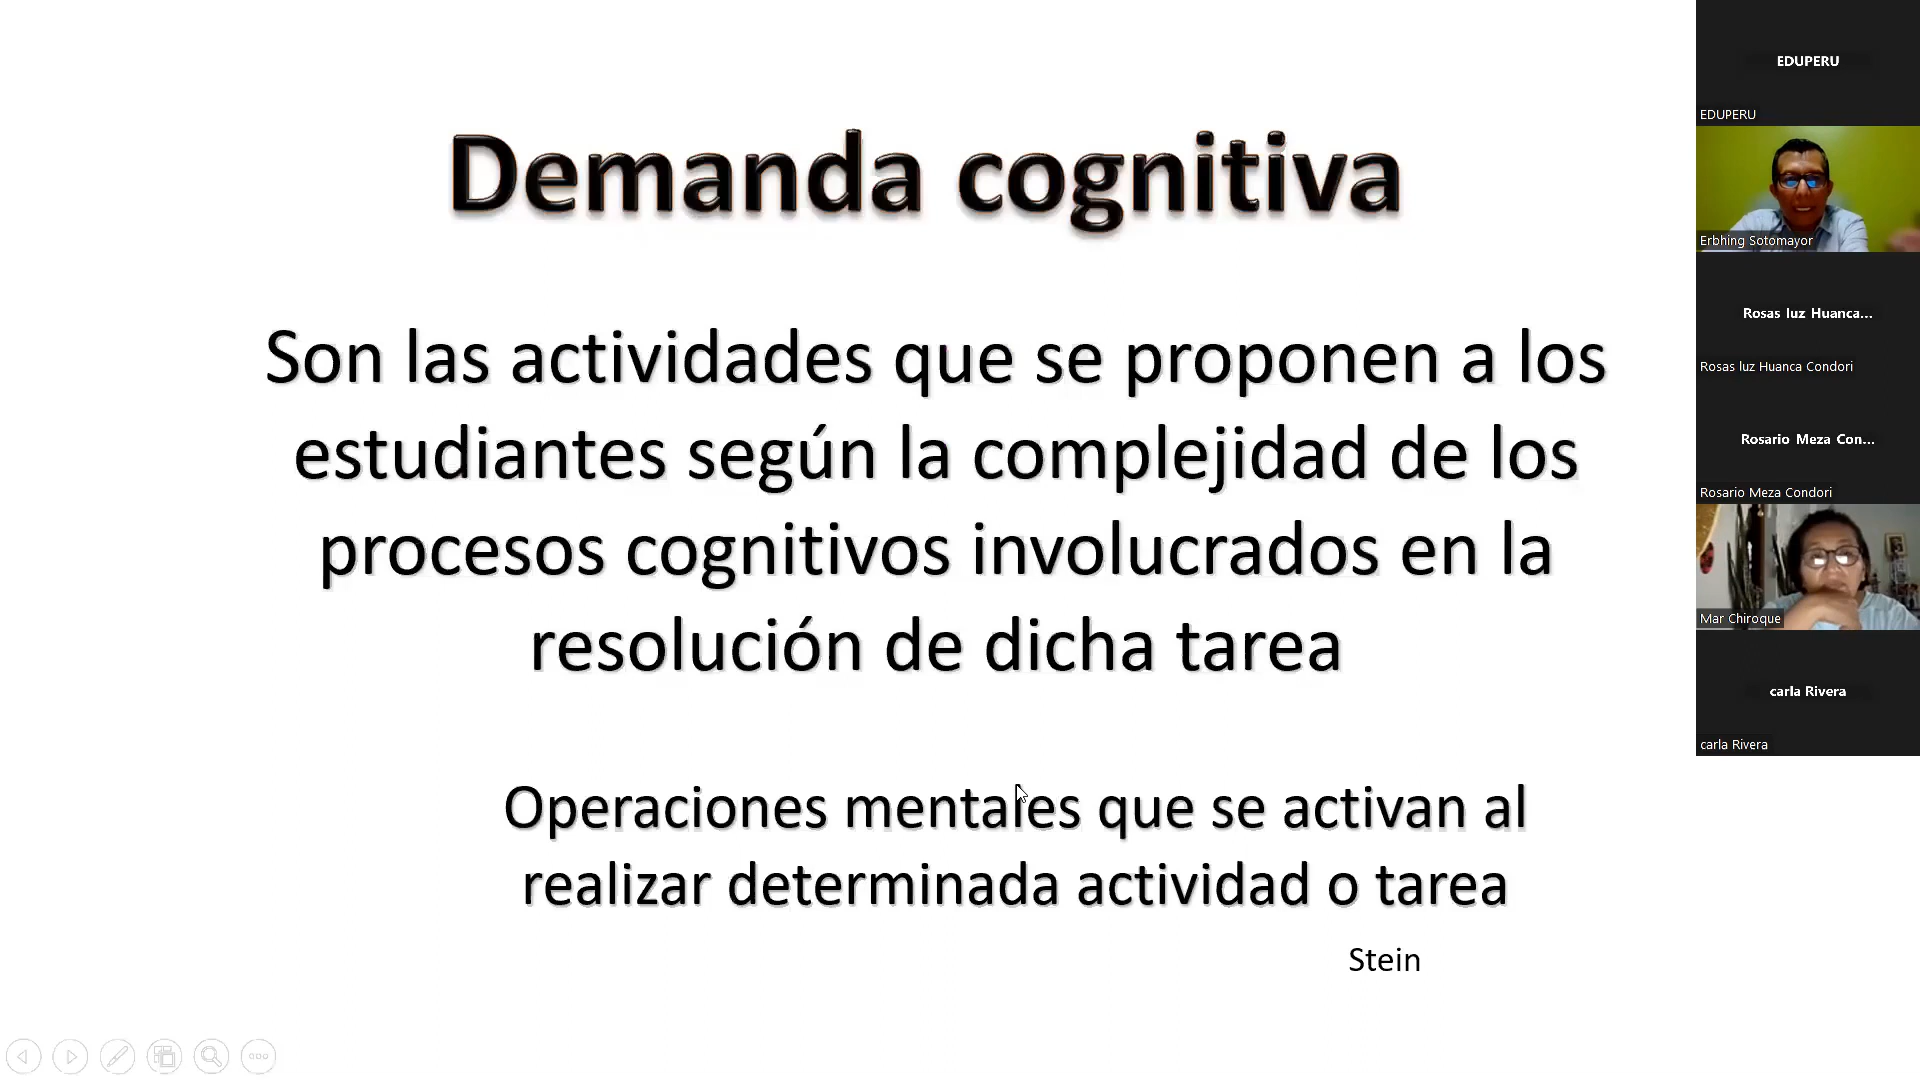 Demanda cognitiva
Son las actividades que se proponen a los
estudiantes según la complejidad de los
procesos cognitivos involucrados en la
resolución de dicha tarea
Operaciones mentales que se activan al
realizar determinada actividad o tarea
Stein
EDUPERU
EDUPERU
Erbhing Sotomayor
Rosas luz Huanca...
Rosas luz Huanca Condori
Rosario Meza Con...
Rosario Meza Condori
Mar Chiroque
carla Rivera
carla Rivera